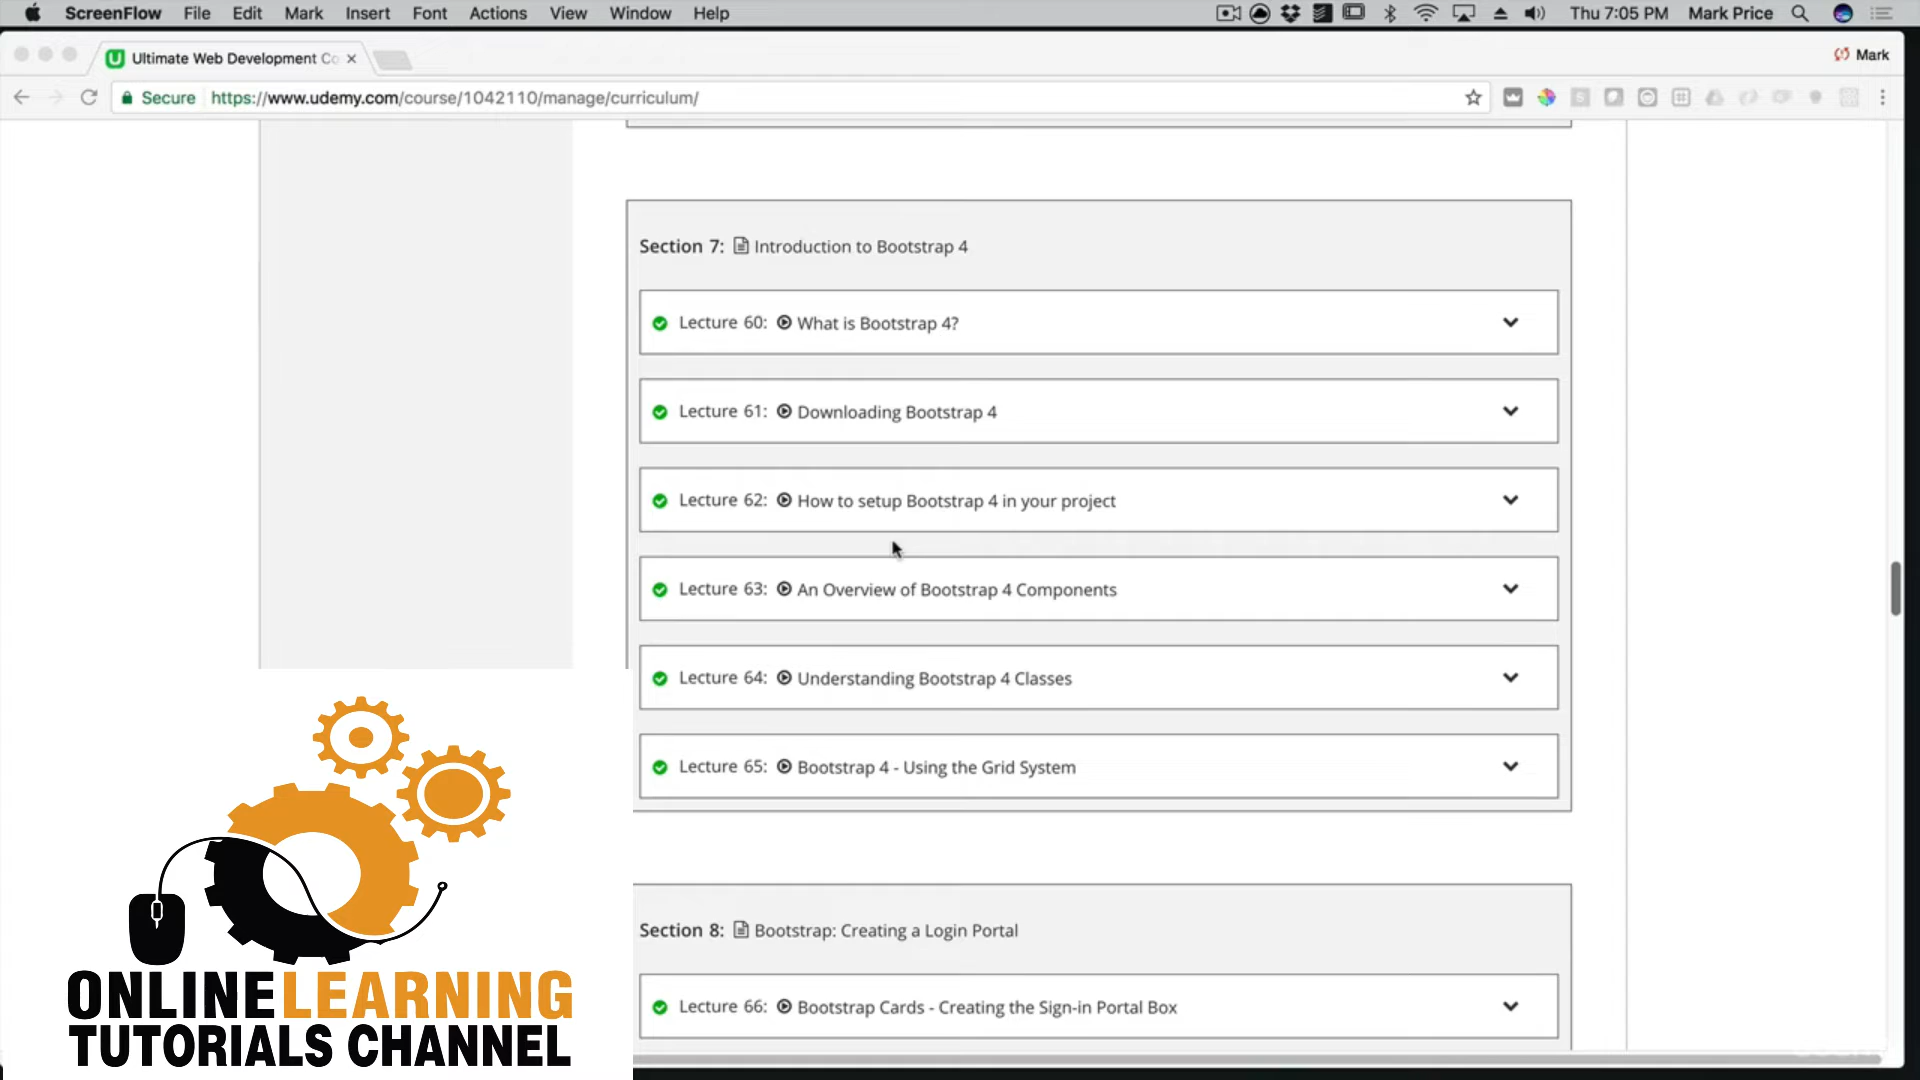 ScreenFlow File Edit Mark Insert Font Actions View Window Help Thu 7:05 PM Mark Price
Ultimate Web Development Co Mark
Secure https://www.udemy.com/course/1042110/manage/curriculum/
Section 7: Introduction to Bootstrap 4
Lecture 60: What is Bootstrap 4?
Lecture 61: Downloading Bootstrap 4
Lecture 62: How to setup Bootstrap 4 in your project
Lecture 63: An Overview of Bootstrap 4 Components
Lecture 64: Understanding Bootstrap 4 Classes
Lecture 65: Bootstrap 4 - Using the Grid System
Section 8: Bootstrap: Creating a Login Portal
Lecture 66: Bootstrap Cards - Creating the Sign-in Portal Box
ONLINELEARNING
TUTORIALS CHANNEL